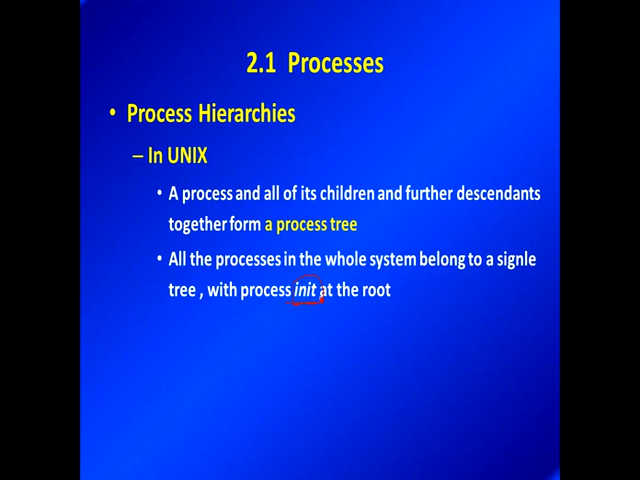 2.1 Processes
• Process Hierarchies
– In UNIX
• A process and all of its children and further descendants
together form a process tree
• All the processes in the whole system belong to a signle
tree , with process init at the root